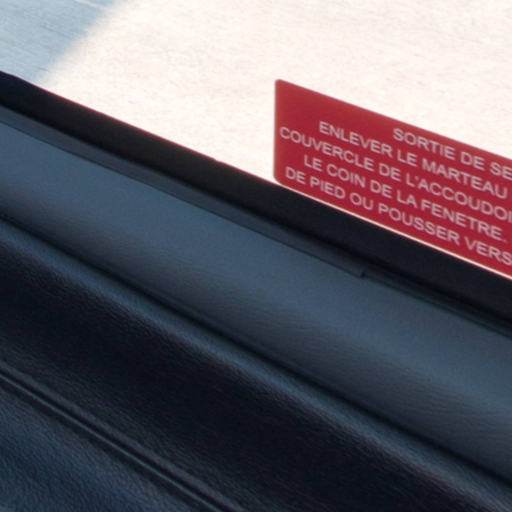 SORTIE DE SE
ENLEVER LE MARTEAU
COUVERCLE DE L'ACCOUDOI
LE COIN DE LA FENETRE.
DE PIED OU POUSSER VERS